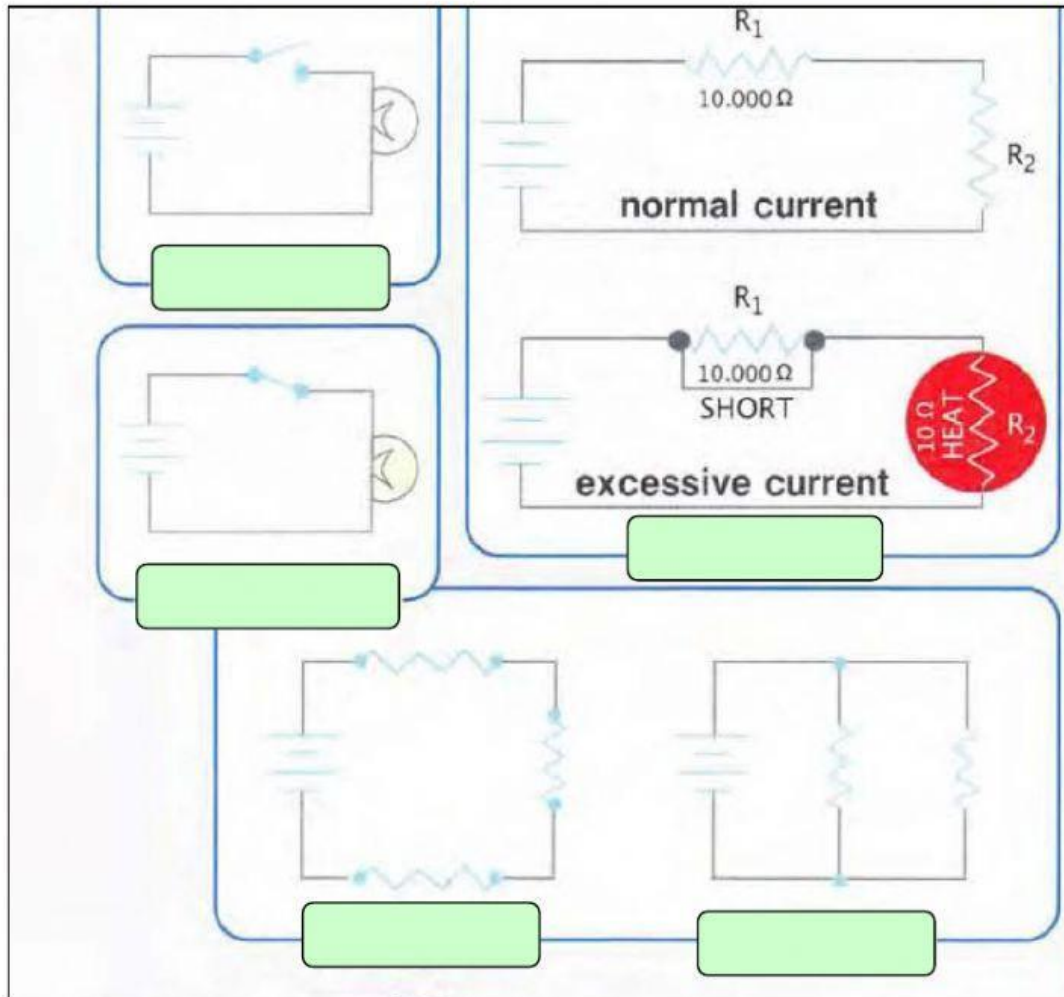 R₁
10.000 Ω
R₂
normal current
R₁
10.000 Ω
SHORT
10 Ω
HEAT
R₂
excessive current